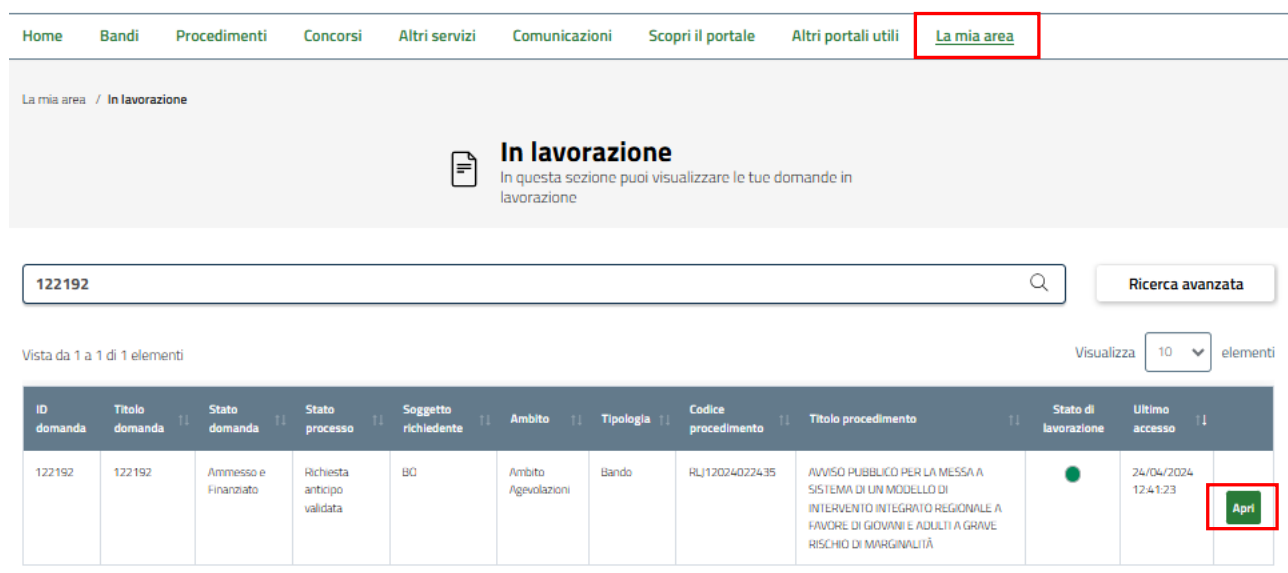 Home Bandi Procedimenti Concorsi Altri servizi Comunicazioni Scopri il portale Altri portali utili La mia area
La mia area / In lavorazione
In lavorazione
In questa sezione puoi visualizzare le tue domande in
lavorazione
122192
Ricerca avanzata
Vista da 1 a 1 di 1 elementi
Visualizza 10 elementi
ID domanda
Titolo domanda
Stato domanda
Stato processo
Soggetto richiedente
Ambito
Tipologia
Codice procedimento
Titolo procedimento
Stato di lavorazione
Ultimo accesso
122192
122192
Ammesso e
Finanziato
Richiesta
anticipo
validata
BO
Ambito
Agevolazioni
Bando
RLJ12024022435
AVVISO PUBBLICO PER LA MESSA A
SISTEMA DI UN MODELLO DI
INTERVENTO INTEGRATO REGIONALE A
FAVORE DI GIOVANI E ADULTI A GRAVE
RISCHIO DI MARGINALITÀ
24/04/2024
12:41:23
Apri